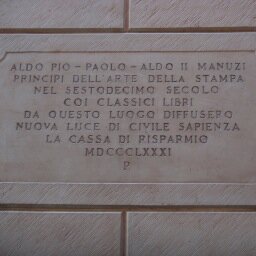 ALDO PIO - PAOLO - ALDO II MANUZI
PRINCIPI DELL'ARTE DELLA STAMPA
NEL SESTODECIMO SECOLO
COI CLASSICI LIBRI
DA QUESTO LUOGO DIFFUSERO
NUOVA LUCE DI CIVILE SAPIENZA
LA CASSA DI RISPARMIO
MDCCCLXXXI
P